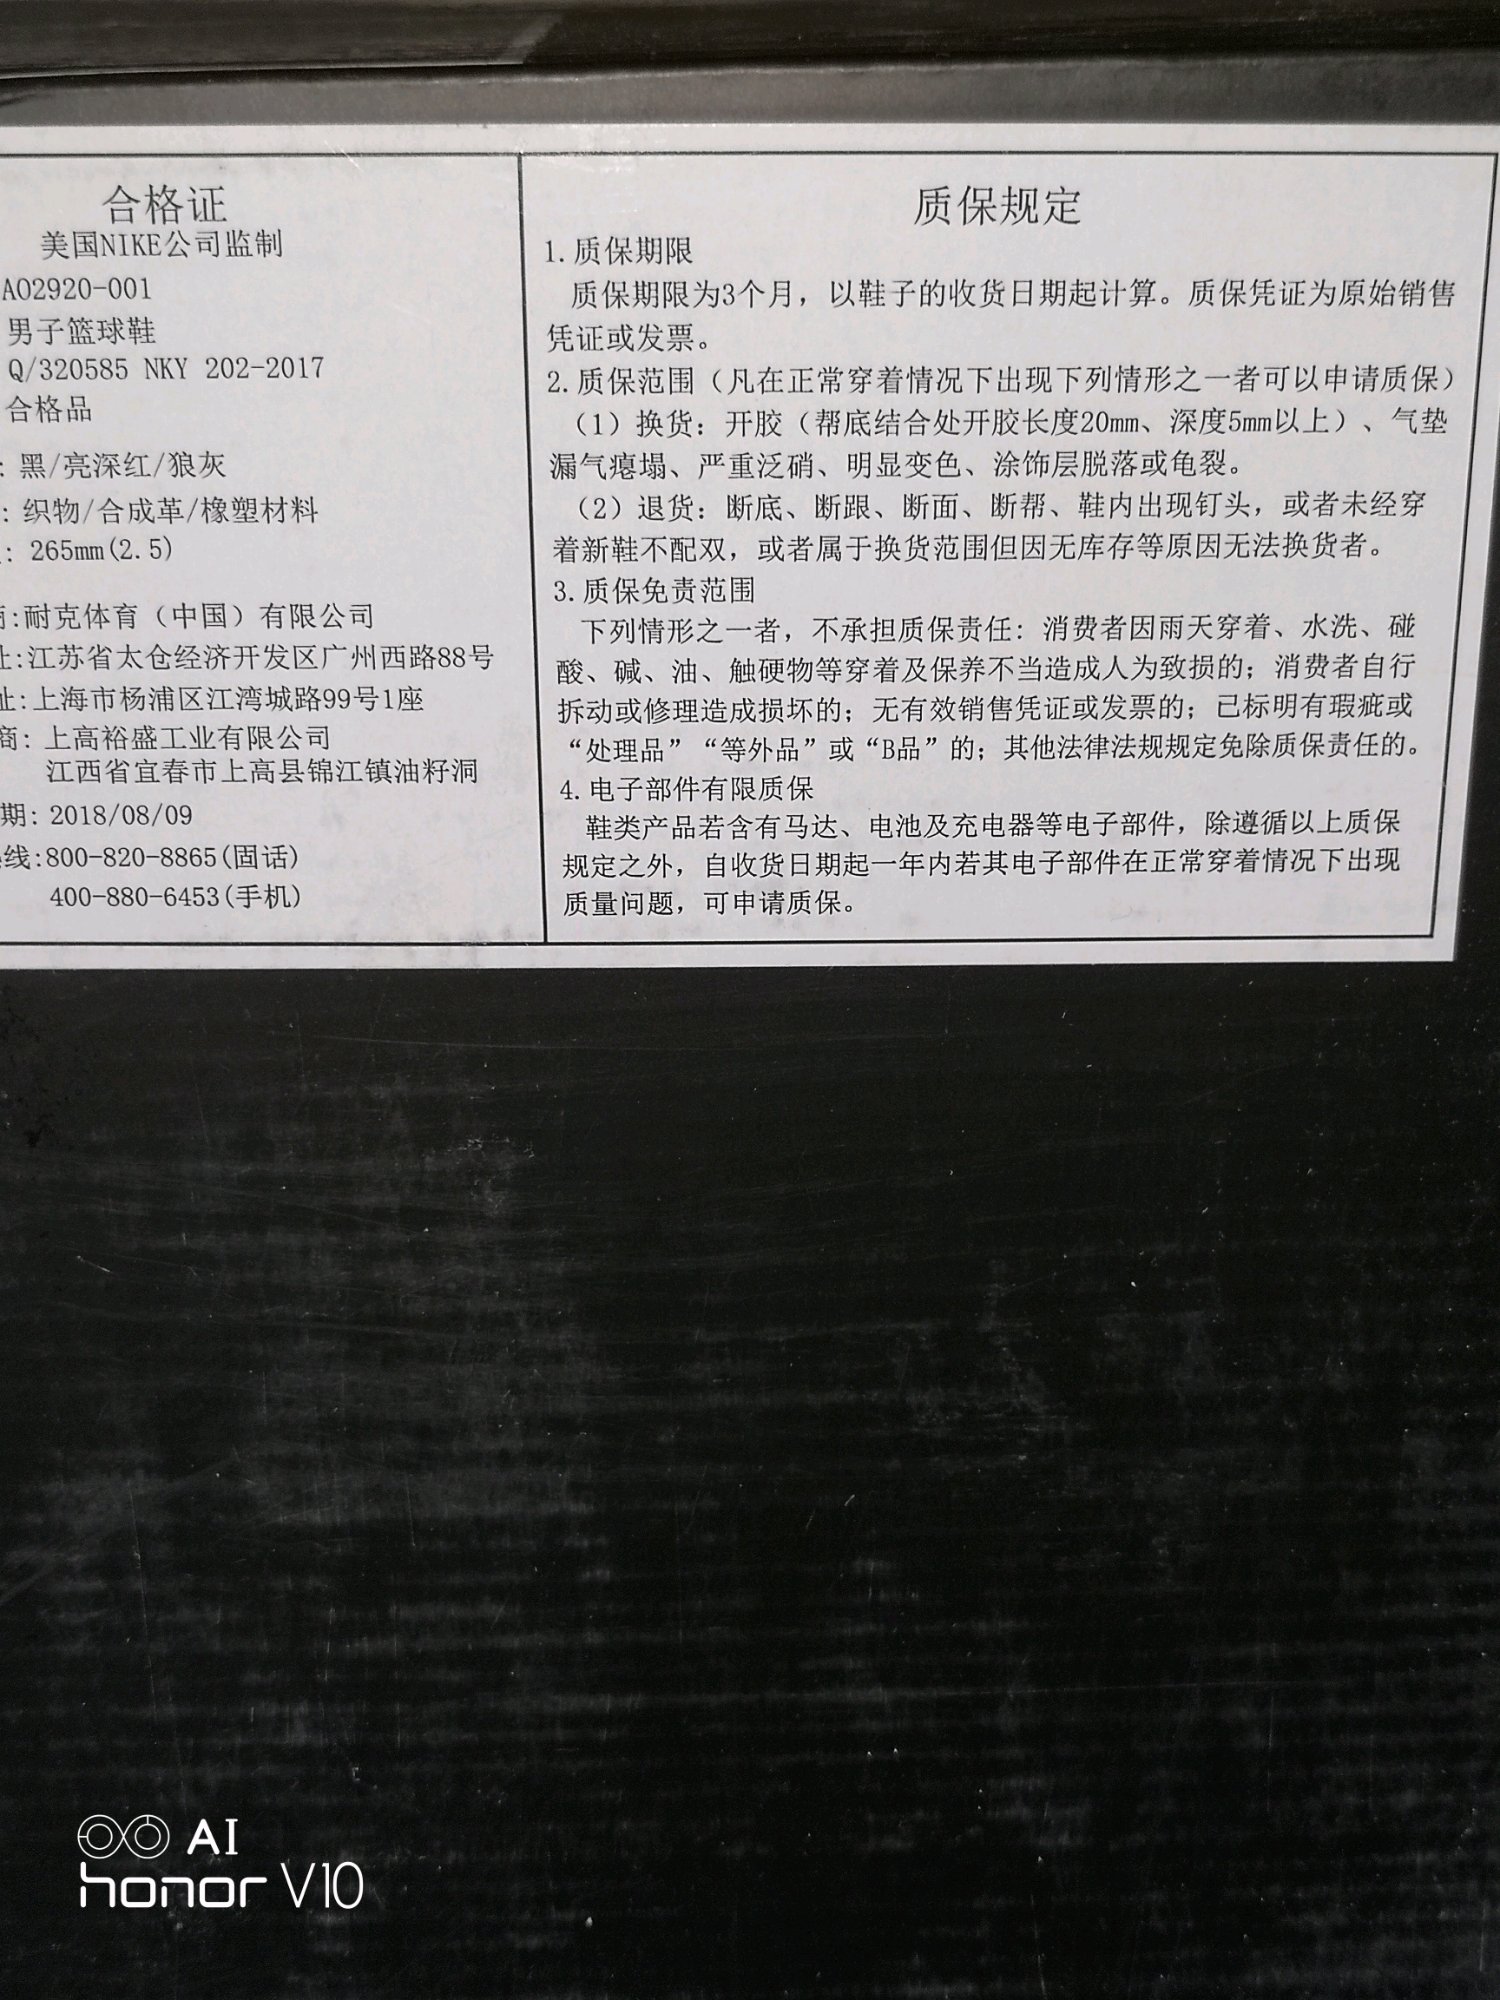 合格证
美国NIKE公司监制
AO2920-001
男子篮球鞋
Q/320585 NKY 202-2017
合格品
: 黑/亮深红/狼灰
: 织物/合成革/橡塑材料
: 265mm(2.5)
商:耐克体育（中国）有限公司
址:江苏省太仓经济开发区广州西路88号
址:上海市杨浦区江湾城路99号1座
商: 上高裕盛工业有限公司
江西省宜春市上高县锦江镇油籽洞
期: 2018/08/09
线:800-820-8865(固话)
400-880-6453(手机)
质保规定
1.质保期限
质保期限为3个月，以鞋子的收货日期起计算。质保凭证为原始销售
凭证或发票。
2.质保范围（凡在正常穿着情况下出现下列情形之一者可以申请质保）
（1）换货：开胶（帮底结合处开胶长度20mm、深度5mm以上）、气垫
漏气瘪塌、严重泛硝、明显变色、涂饰层脱落或龟裂。
（2）退货：断底、断跟、断面、断帮、鞋内出现钉头，或者未经穿
着新鞋不配双，或者属于换货范围但因无库存等原因无法换货者。
3.质保免责范围
下列情形之一者，不承担质保责任：消费者因雨天穿着、水洗、碰
酸、碱、油、触硬物等穿着及保养不当造成人为致损的；消费者自行
拆动或修理造成损坏的；无有效销售凭证或发票的；已标明有瑕疵或
“处理品”“等外品”或“B品”的；其他法律法规规定免除质保责任的。
4.电子部件有限质保
鞋类产品若含有马达、电池及充电器等电子部件，除遵循以上质保
规定之外，自收货日期起一年内若其电子部件在正常穿着情况下出现
质量问题，可申请质保。
AI
honor V10